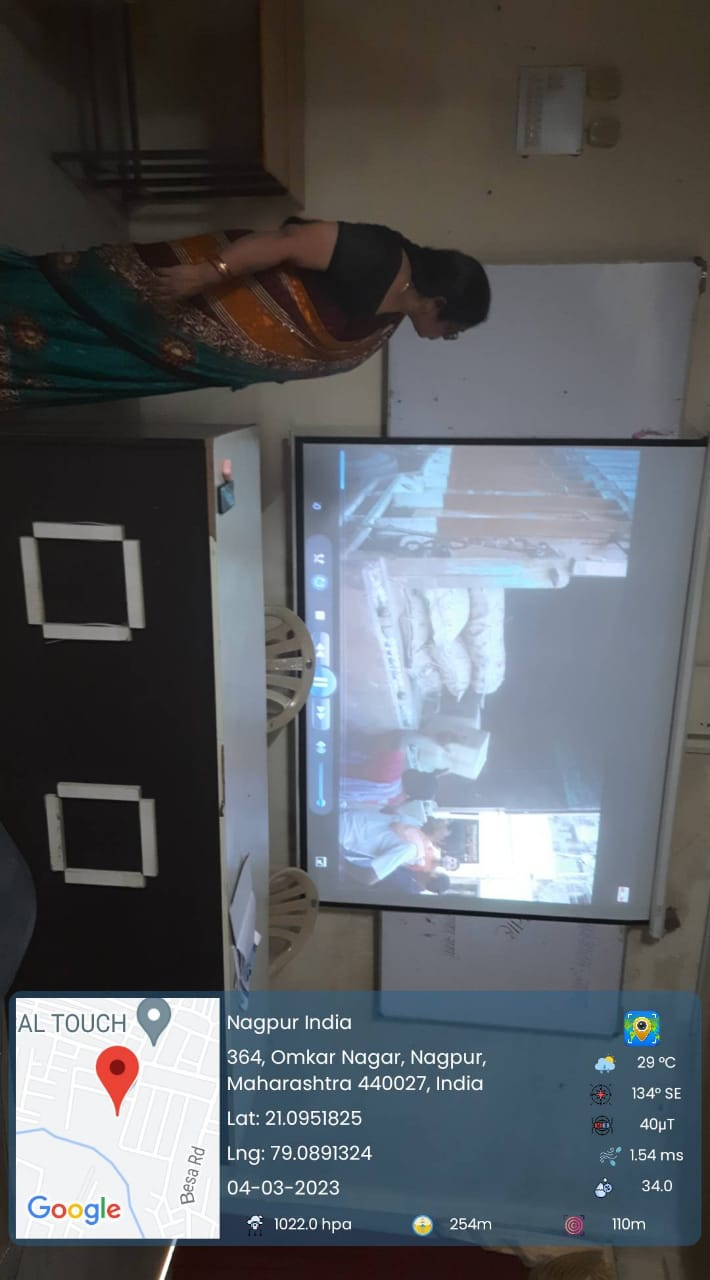 AL TOUCH
Besa Rd
Google
Nagpur India
364, Omkar Nagar, Nagpur,
Maharashtra 440027, India
Lat: 21.0951825
Lng: 79.0891324
04-03-2023
29 °C
134° SE
40µT
1.54 ms
34.0
1022.0 hpa
254m
110m